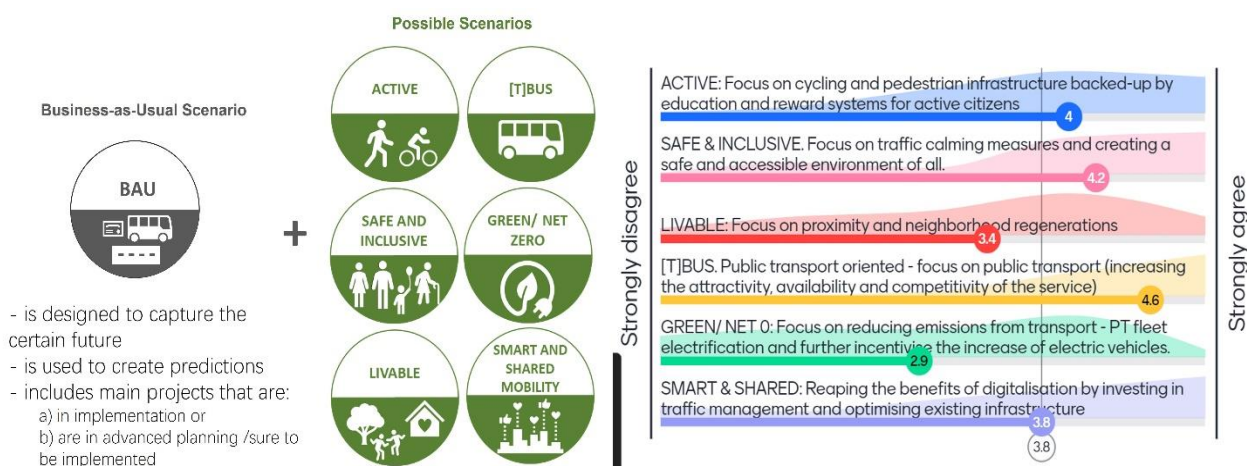 Possible Scenarios
Business-as-Usual Scenario
BAU
- is designed to capture the
certain future
- is used to create predictions
- includes main projects that are:
a) in implementation or
b) are in advanced planning /sure to
be implemented
+
ACTIVE
[T]BUS
SAFE AND
INCLUSIVE
GREEN/ NET
ZERO
LIVABLE
SMART AND
SHARED
MOBILITY
Strongly disagree
ACTIVE: Focus on cycling and pedestrian infrastructure backed-up by
education and reward systems for active citizens
4
SAFE & INCLUSIVE. Focus on traffic calming measures and creating a
safe and accessible environment of all.
4.2
LIVABLE: Focus on proximity and neighborhood regenerations
3.4
[T]BUS. Public transport oriented - focus on public transport (increasing
the attractivity, availability and competitivity of the service)
4.6
GREEN/ NET 0: Focus on reducing emissions from transport - PT fleet
electrification and further incentivise the increase of electric vehicles.
2.9
SMART & SHARED: Reaping the benefits of digitalisation by investing in
traffic management and optimising existing infrastructure
3.8
3.8
Strongly agree